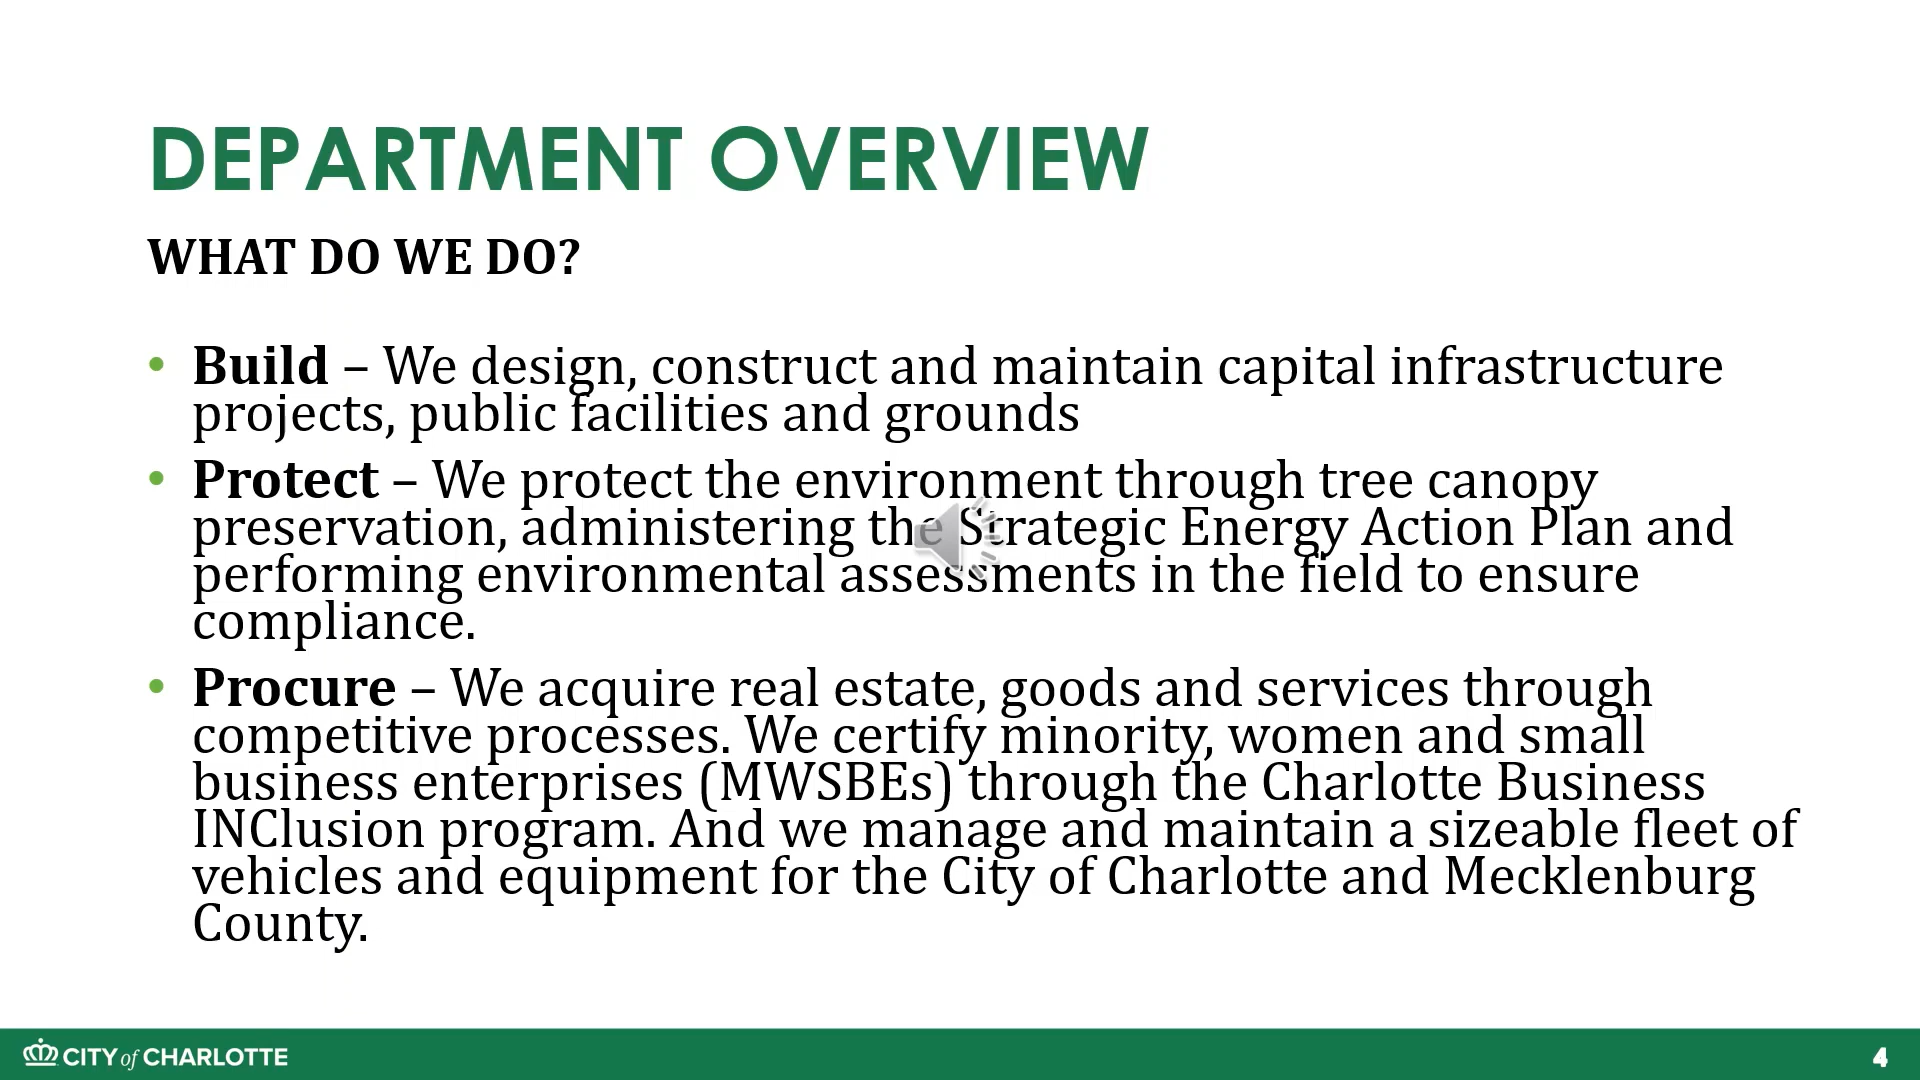 DEPARTMENT OVERVIEW
WHAT DO WE DO?
• Build – We design, construct and maintain capital infrastructure
projects, public facilities and grounds
• Protect – We protect the environment through tree canopy
preservation, administering the Strategic Energy Action Plan and
performing environmental assessments in the field to ensure
compliance.
• Procure – We acquire real estate, goods and services through
competitive processes. We certify minority, women and small
business enterprises (MWSBEs) through the Charlotte Business
INClusion program. And we manage and maintain a sizeable fleet of
vehicles and equipment for the City of Charlotte and Mecklenburg
County.
CITY of CHARLOTTE
4